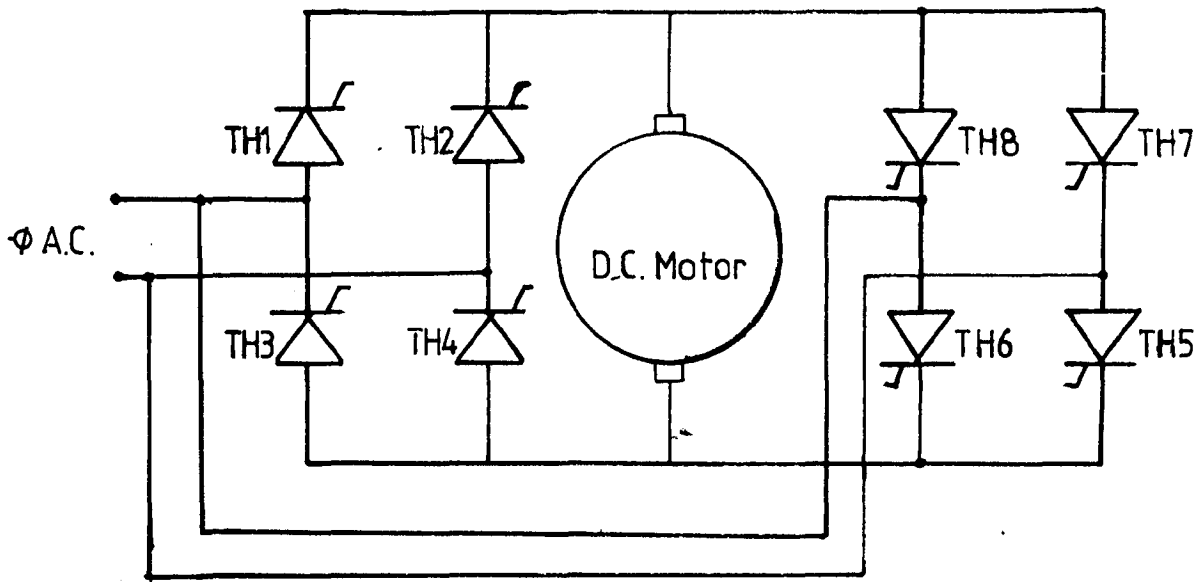 TH1
TH2
TH8
TH7
-Φ A.C.
D.C. Motor
TH3
TH4
TH6
TH5